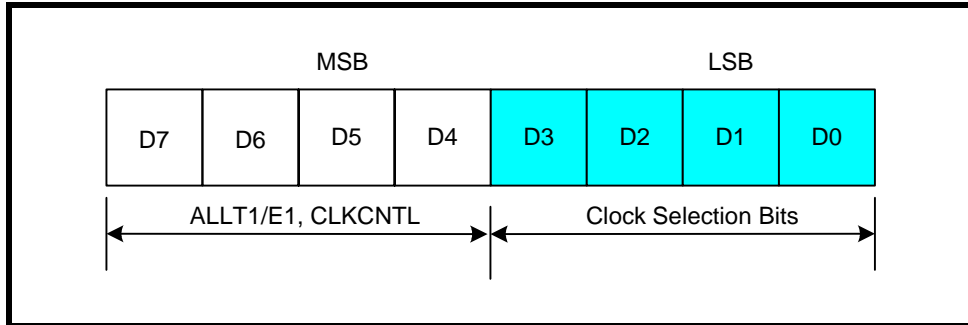 MSB LSB
D7 D6 D5 D4 D3 D2 D1 D0
ALLT1/E1, CLKCNTL Clock Selection Bits